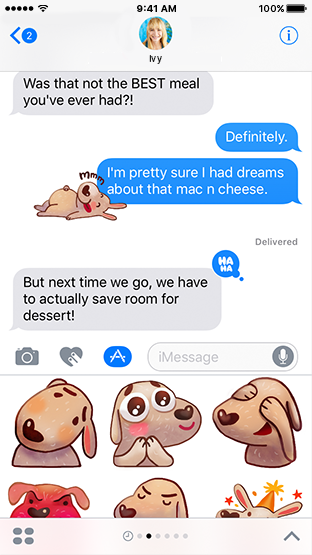 9:41 AM 100%
2
Ivy
Was that not the BEST meal
you've ever had?!
Definitely.
mmm
I'm pretty sure I had dreams
about that mac n cheese.
Delivered
HA
HA
But next time we go, we have
to actually save room for
dessert!
iMessage